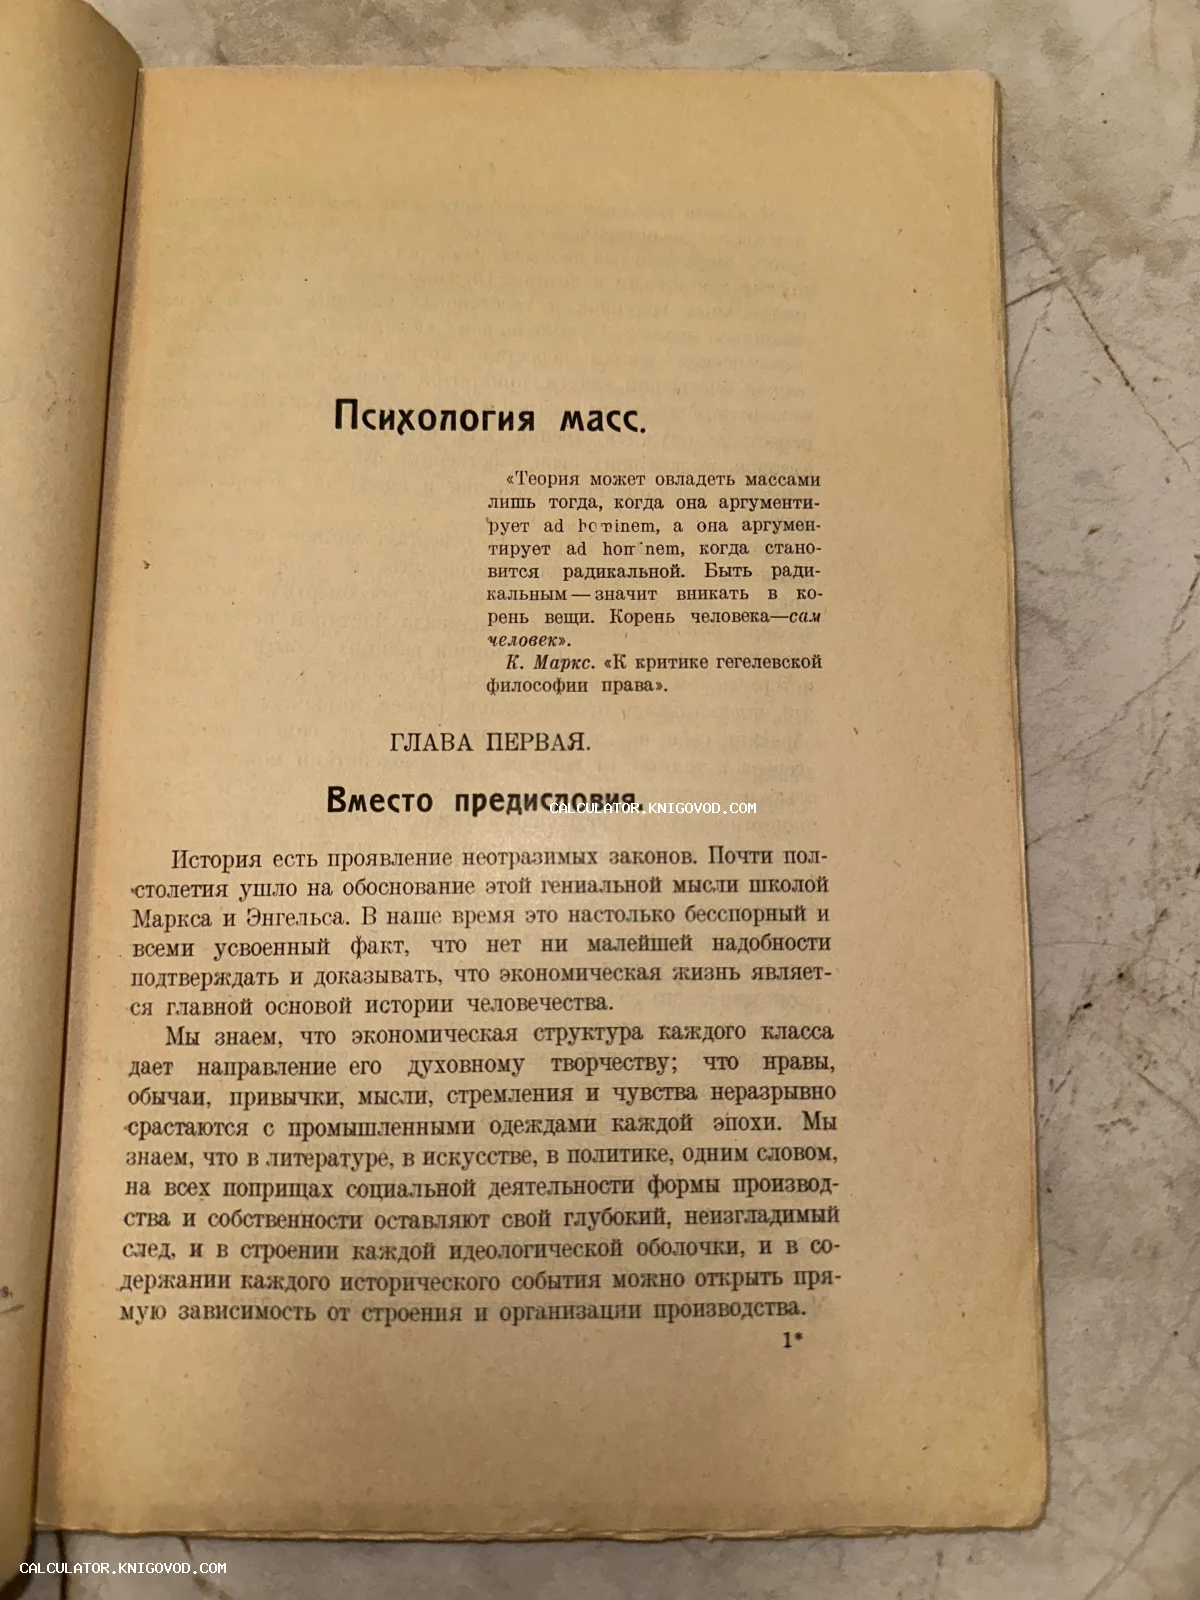 Психология масс.
«Теория может овладеть массами
лишь тогда, когда она аргументи-
рует ad hominem, а она аргумен-
тирует ad hom nem, когда стано-
вится радикальной. Быть ради-
кальным — значит вникать в ко-
рень вещи. Корень человека—сам
человек».
К. Маркс. «К критике гегелевской
философии права».
ГЛАВА ПЕРВАЯ.
Вместо предисловия.
CALCULATOR.KNIGOVOD.COM
История есть проявление неотразимых законов. Почти пол-
столетия ушло на обоснование этой гениальной мысли школой
Маркса и Энгельса. В наше время это настолько бесспорный и
всеми усвоенный факт, что нет ни малейшей надобности
подтверждать и доказывать, что экономическая жизнь являет-
ся главной основой истории человечества.
Мы знаем, что экономическая структура каждого класса
дает направление его духовному творчеству; что нравы,
обычаи, привычки, мысли, стремления и чувства неразрывно
срастаются с промышленными одеждами каждой эпохи. Мы
знаем, что в литературе, в искусстве, в политике, одним словом,
на всех поприщах социальной деятельности формы производ-
ства и собственности оставляют свой глубокий, неизгладимый
след, и в строении каждой идеологической оболочки, и в со-
держании каждого исторического события можно открыть пря-
мую зависимость от строения и организации производства.
1*
CALCULATOR.KNIGOVOD.COM